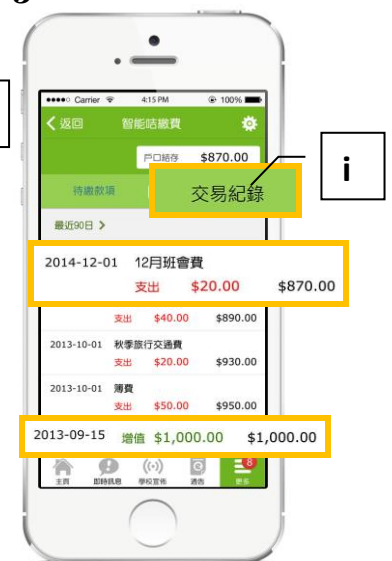 Carrier 4:15 PM 100%
返回 智能咭繳費
戶口結存 $870.00
待繳款項 交易紀錄
i
最近90日
2014-12-01 12月班會費
支出 $20.00 $870.00
支出 $40.00 $890.00
2013-10-01 秋季旅行交通費
支出 $20.00 $930.00
2013-10-01 簿費
支出 $50.00 $950.00
2013-09-15 增值 $1,000.00 $1,000.00
8
主頁 即時訊息 學校宣佈 通告 更多